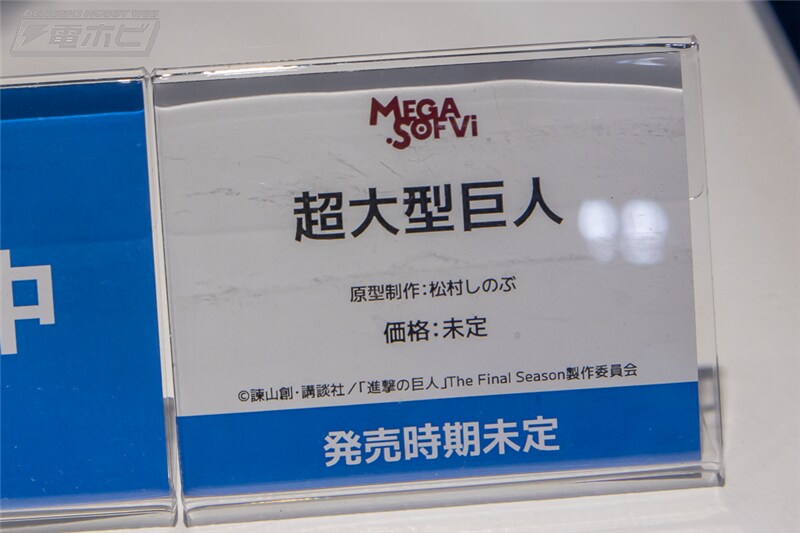 電ホビ
中
MEGA
SOFVi
超大型巨人
原型制作：松村しのぶ
価格：未定
©諫山創・講談社／「進撃の巨人」The Final Season製作委員会
発売時期未定